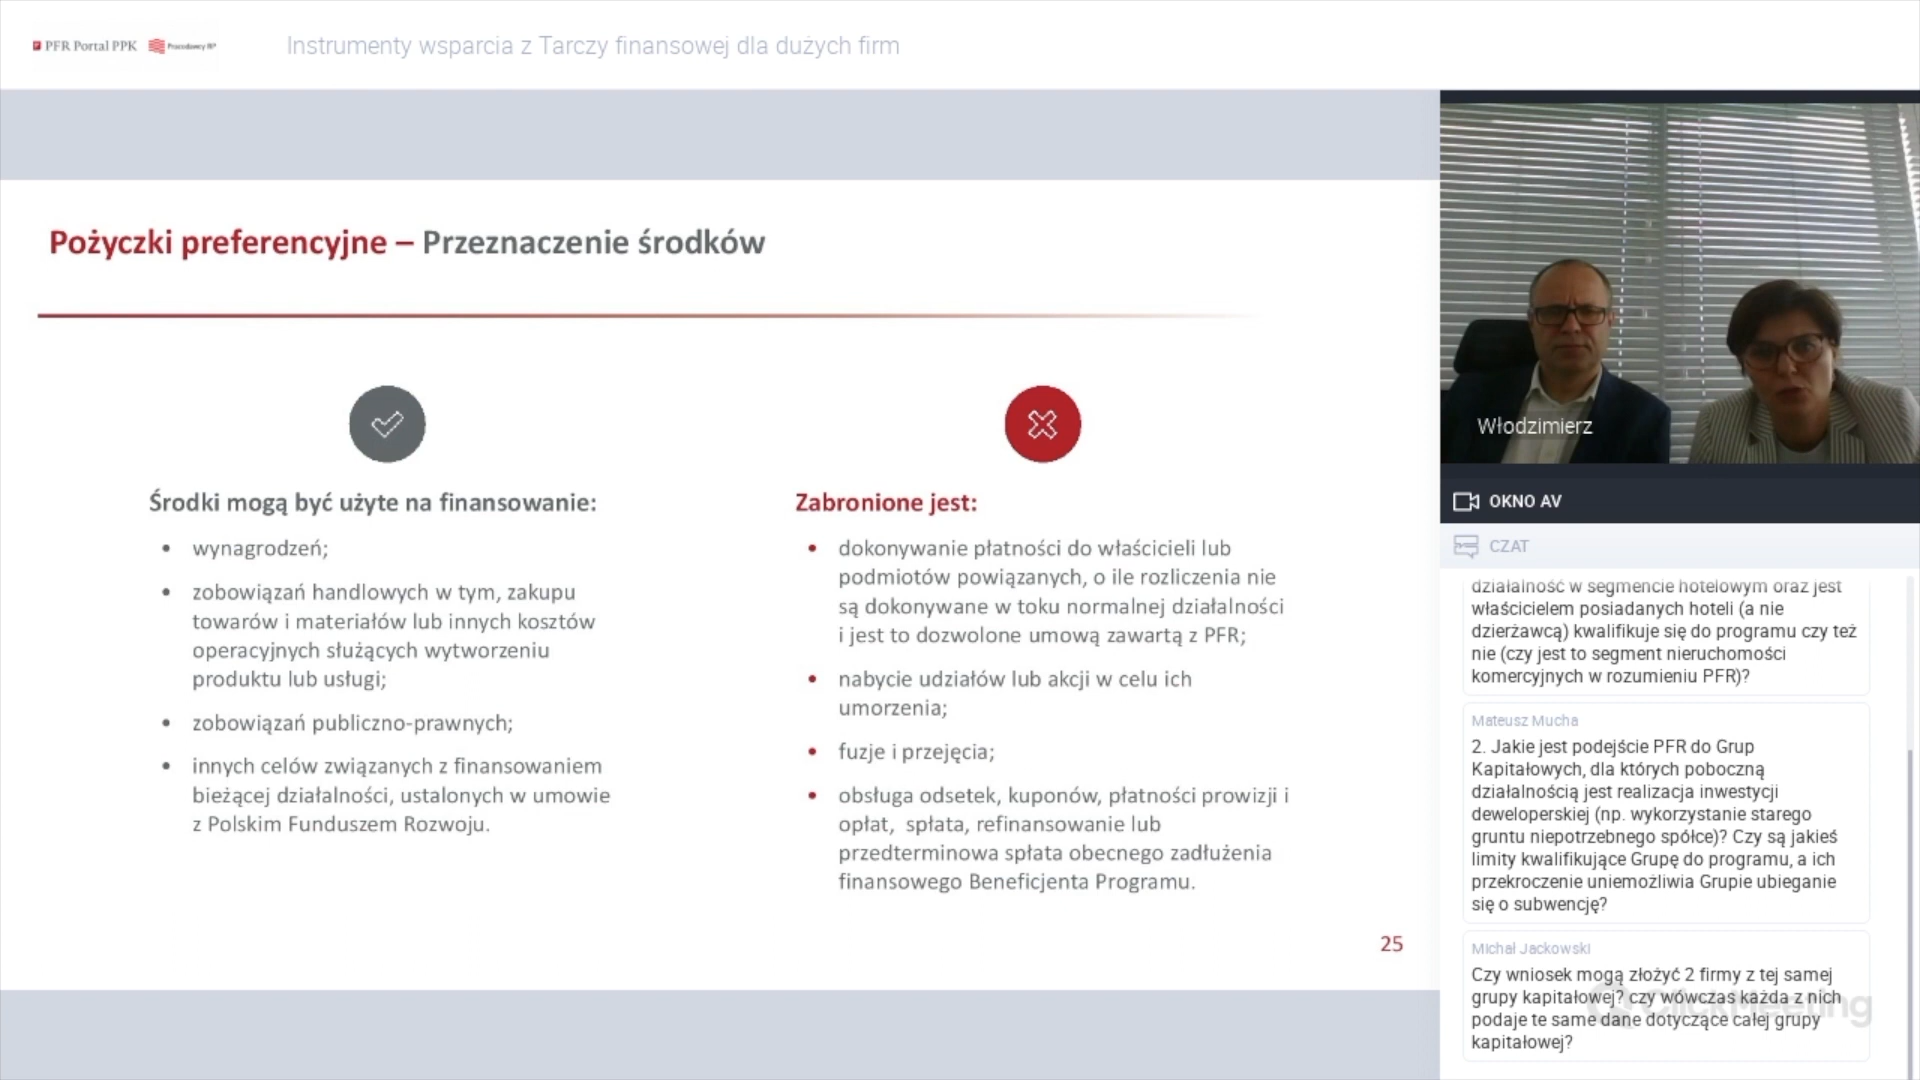 PFR Portal PPK
Pracodawcy RP
Instrumenty wsparcia z Tarczy finansowej dla dużych firm
Pożyczki preferencyjne – Przeznaczenie środków
Środki mogą być użyte na finansowanie:
• wynagrodzeń;
• zobowiązań handlowych w tym, zakupu
towarów i materiałów lub innych kosztów
operacyjnych służących wytworzeniu
produktu lub usługi;
• zobowiązań publiczno-prawnych;
• innych celów związanych z finansowaniem
bieżącej działalności, ustalonych w umowie
z Polskim Funduszem Rozwoju.
Zabronione jest:
• dokonywanie płatności do właścicieli lub
podmiotów powiązanych, o ile rozliczenia nie
są dokonywane w toku normalnej działalności
i jest to dozwolone umową zawartą z PFR;
• nabycie udziałów lub akcji w celu ich
umorzenia;
• fuzje i przejęcia;
• obsługa odsetek, kuponów, płatności prowizji i
opłat, spłata, refinansowanie lub
przedterminowa spłata obecnego zadłużenia
finansowego Beneficjenta Programu.
25
Włodzimierz
OKNO AV
CZAT
działalność w segmencie hotelowym oraz jest
właścicielem posiadanych hoteli (a nie
dzierżawcą) kwalifikuje się do programu czy też
nie (czy jest to segment nieruchomości
komercyjnych w rozumieniu PFR)?
Mateusz Mucha
2. Jakie jest podejście PFR do Grup
Kapitałowych, dla których poboczną
działalnością jest realizacja inwestycji
deweloperskiej (np. wykorzystanie starego
gruntu niepotrzebnego spółce)? Czy są jakieś
limity kwalifikujące Grupę do programu, a ich
przekroczenie uniemożliwia Grupie ubieganie
się o subwencję?
Michał Jackowski
Czy wniosek mogą złożyć 2 firmy z tej samej
grupy kapitałowej? czy wówczas każda z nich
podaje te same dane dotyczące całej grupy
kapitałowej?
ClickMeeting